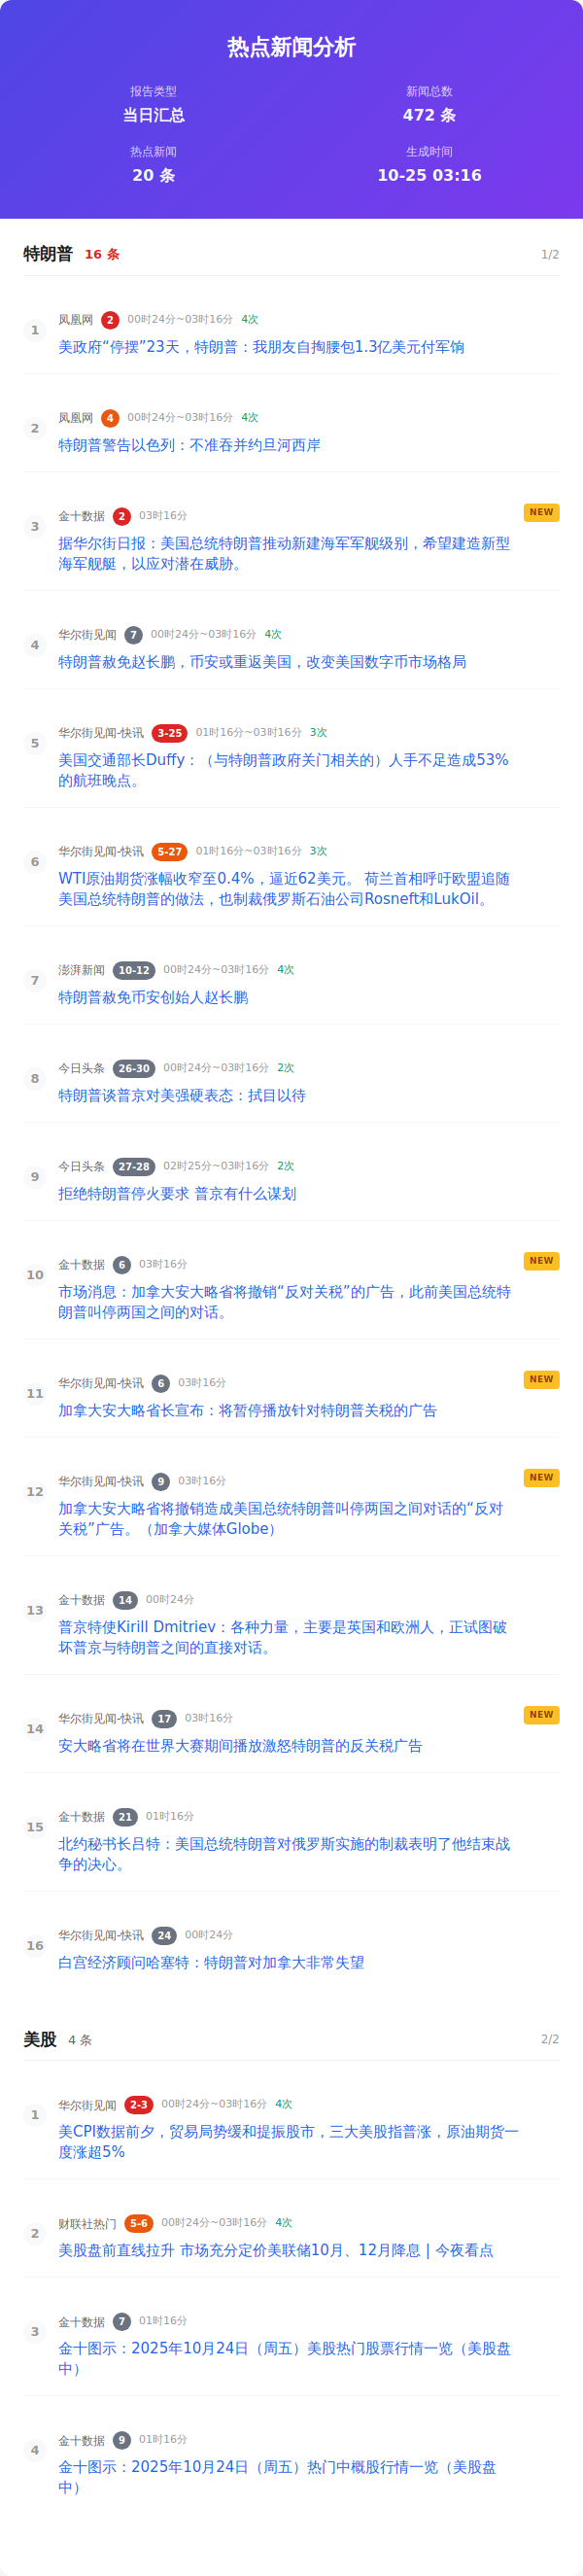 热点新闻分析
报告类型
当日汇总
新闻总数
472 条
热点新闻
20 条
生成时间
10-25 03:16
特朗普 16 条 1/2
1
凤凰网 2 00时24分~03时16分 4次
美政府“停摆”23天，特朗普：我朋友自掏腰包1.3亿美元付军饷
2
凤凰网 4 00时24分~03时16分 4次
特朗普警告以色列：不准吞并约旦河西岸
3
金十数据 2 03时16分 NEW
据华尔街日报：美国总统特朗普推动新建海军军舰级别，希望建造新型
海军舰艇，以应对潜在威胁。
4
华尔街见闻 7 00时24分~03时16分 4次
特朗普赦免赵长鹏，币安或重返美国，改变美国数字币市场格局
5
华尔街见闻-快讯 3-25 01时16分~03时16分 3次
美国交通部长Duffy：（与特朗普政府关门相关的）人手不足造成53%
的航班晚点。
6
华尔街见闻-快讯 5-27 01时16分~03时16分 3次
WTI原油期货涨幅收窄至0.4%，逼近62美元。 荷兰首相呼吁欧盟追随
美国总统特朗普的做法，也制裁俄罗斯石油公司Rosneft和LukOil。
7
澎湃新闻 10-12 00时24分~03时16分 4次
特朗普赦免币安创始人赵长鹏
8
今日头条 26-30 00时24分~03时16分 2次
特朗普谈普京对美强硬表态：拭目以待
9
今日头条 27-28 02时25分~03时16分 2次
拒绝特朗普停火要求 普京有什么谋划
10
金十数据 6 03时16分 NEW
市场消息：加拿大安大略省将撤销“反对关税”的广告，此前美国总统特
朗普叫停两国之间的对话。
11
华尔街见闻-快讯 6 03时16分 NEW
加拿大安大略省长宣布：将暂停播放针对特朗普关税的广告
12
华尔街见闻-快讯 9 03时16分 NEW
加拿大安大略省将撤销造成美国总统特朗普叫停两国之间对话的“反对
关税”广告。（加拿大媒体Globe）
13
金十数据 14 00时24分
普京特使Kirill Dmitriev：各种力量，主要是英国和欧洲人，正试图破
坏普京与特朗普之间的直接对话。
14
华尔街见闻-快讯 17 03时16分 NEW
安大略省将在世界大赛期间播放激怒特朗普的反关税广告
15
金十数据 21 01时16分
北约秘书长吕特：美国总统特朗普对俄罗斯实施的制裁表明了他结束战
争的决心。
16
华尔街见闻-快讯 24 00时24分
白宫经济顾问哈塞特：特朗普对加拿大非常失望
美股 4 条 2/2
1
华尔街见闻 2-3 00时24分~03时16分 4次
美CPI数据前夕，贸易局势缓和提振股市，三大美股指普涨，原油期货一
度涨超5%
2
财联社热门 5-6 00时24分~03时16分 4次
美股盘前直线拉升 市场充分定价美联储10月、12月降息 | 今夜看点
3
金十数据 7 01时16分
金十图示：2025年10月24日（周五）美股热门股票行情一览（美股盘
中）
4
金十数据 9 01时16分
金十图示：2025年10月24日（周五）热门中概股行情一览（美股盘
中）